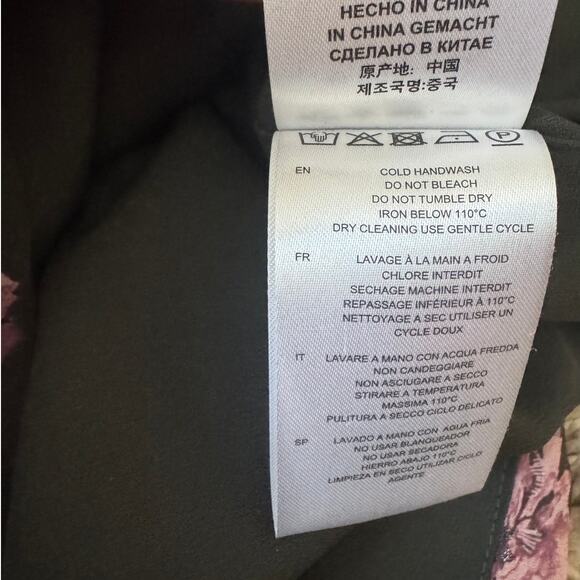 HECHO IN CHINA
IN CHINA GEMACHT
СДЕЛАНО В КИТАЕ
原产地: 中国
제조국명:중국
P
EN COLD HANDWASH
DO NOT BLEACH
DO NOT TUMBLE DRY
IRON BELOW 110°C
DRY CLEANING USE GENTLE CYCLE
FR LAVAGE À LA MAIN A FROID
CHLORE INTERDIT
SECHAGE MACHINE INTERDIT
REPASSAGE INFÉRIEUR À 110°C
NETTOYAGE A SEC UTILISER UN
CYCLE DOUX
IT LAVARE A MANO CON ACQUA FREDDA
NON CANDEGGIARE
NON ASCIUGARE A SECCO
STIRARE A TEMPERATURA
MASSIMA 110°C
PULITURA A SECCO CICLO DELICATO
SP LAVADO A MANO CON AGUA FRIA
NO USAR BLANQUEADOR
NO USAR SECADORA
HIERRO ABAJO 110°C
LIMPIEZA EN SECO UTILIZAR CICLO
AGENTE